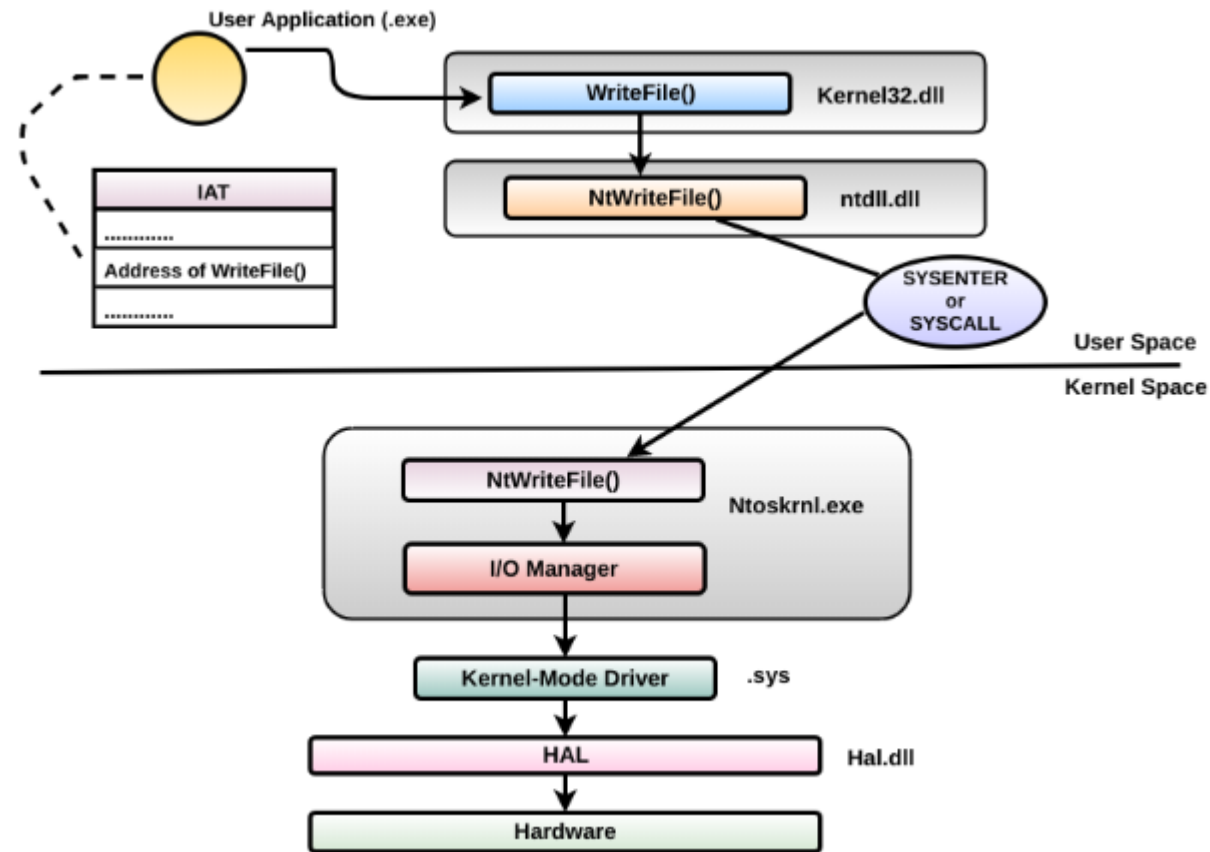 User Application (.exe)
WriteFile()
Kernel32.dll
NtWriteFile()
ntdll.dll
IAT
............
Address of WriteFile()
............
SYSENTER
or
SYSCALL
User Space
Kernel Space
NtWriteFile()
Ntoskrnl.exe
I/O Manager
Kernel-Mode Driver
.sys
HAL
Hal.dll
Hardware